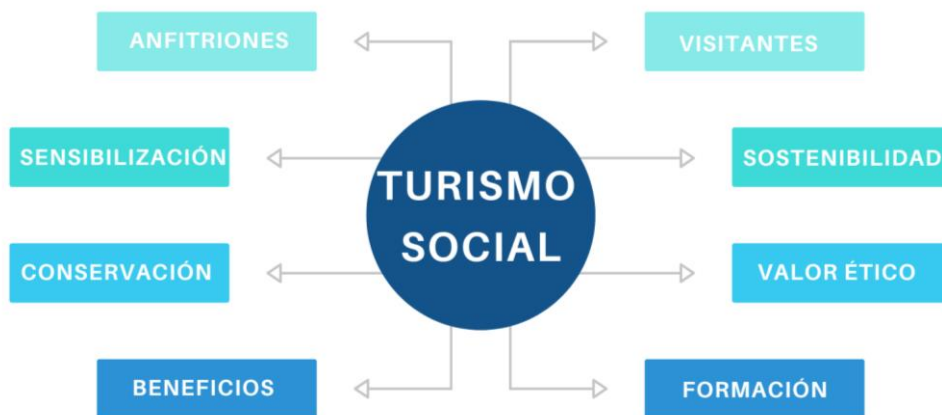 ANFITRIONES
VISITANTES
SENSIBILIZACIÓN
SOSTENIBILIDAD
TURISMO
SOCIAL
CONSERVACIÓN
VALOR ÉTICO
BENEFICIOS
FORMACIÓN